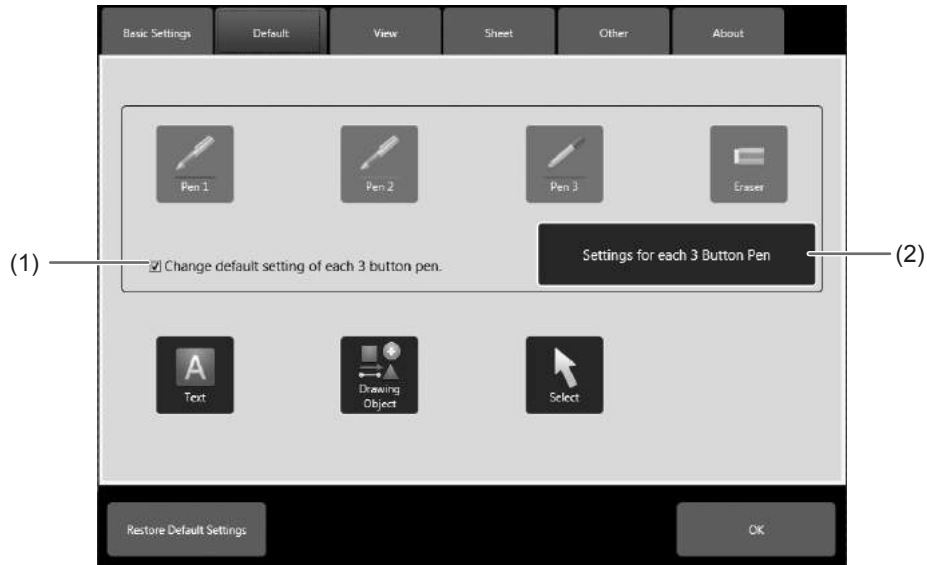 Basic Settings
Default
View
Sheet
Other
About
Pen 1
Pen 2
Pen 3
Eraser
(1)
Change default setting of each 3 button pen.
Settings for each 3 Button Pen
(2)
A
Text
Drawing
Object
Select
Restore Default Settings
OK